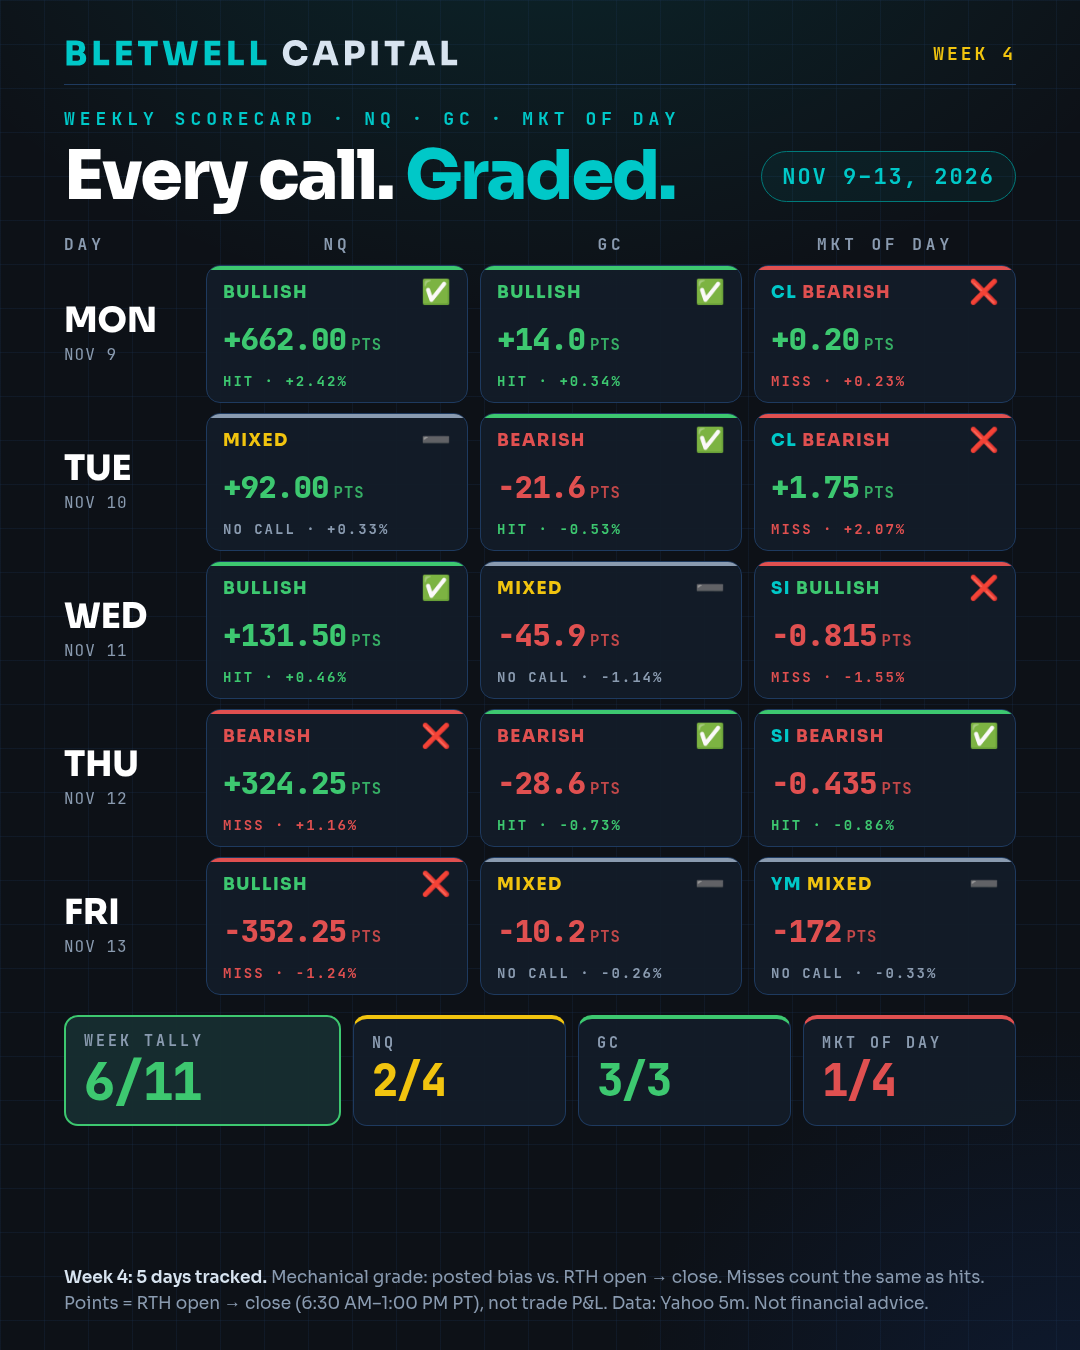 BLETWELL CAPITAL
WEEK 4
WEEKLY SCORECARD · NQ · GC · MKT OF DAY
Every call. Graded.
NOV 9–13, 2026
DAY NQ GC MKT OF DAY
MON
NOV 9
BULLISH ✅
+662.00 PTS
HIT · +2.42%
BULLISH ✅
+14.0 PTS
HIT · +0.34%
CL BEARISH ❌
+0.20 PTS
MISS · +0.23%
TUE
NOV 10
MIXED ➖
+92.00 PTS
NO CALL · +0.33%
BEARISH ✅
-21.6 PTS
HIT · -0.53%
CL BEARISH ❌
+1.75 PTS
MISS · +2.07%
WED
NOV 11
BULLISH ✅
+131.50 PTS
HIT · +0.46%
MIXED ➖
-45.9 PTS
NO CALL · -1.14%
SI BULLISH ❌
-0.815 PTS
MISS · -1.55%
THU
NOV 12
BEARISH ❌
+324.25 PTS
MISS · +1.16%
BEARISH ✅
-28.6 PTS
HIT · -0.73%
SI BEARISH ✅
-0.435 PTS
HIT · -0.86%
FRI
NOV 13
BULLISH ❌
-352.25 PTS
MISS · -1.24%
MIXED ➖
-10.2 PTS
NO CALL · -0.26%
YM MIXED ➖
-172 PTS
NO CALL · -0.33%
WEEK TALLY
6/11
NQ
2/4
GC
3/3
MKT OF DAY
1/4
Week 4: 5 days tracked. Mechanical grade: posted bias vs. RTH open → close. Misses count the same as hits.
Points = RTH open → close (6:30 AM–1:00 PM PT), not trade P&L. Data: Yahoo 5m. Not financial advice.